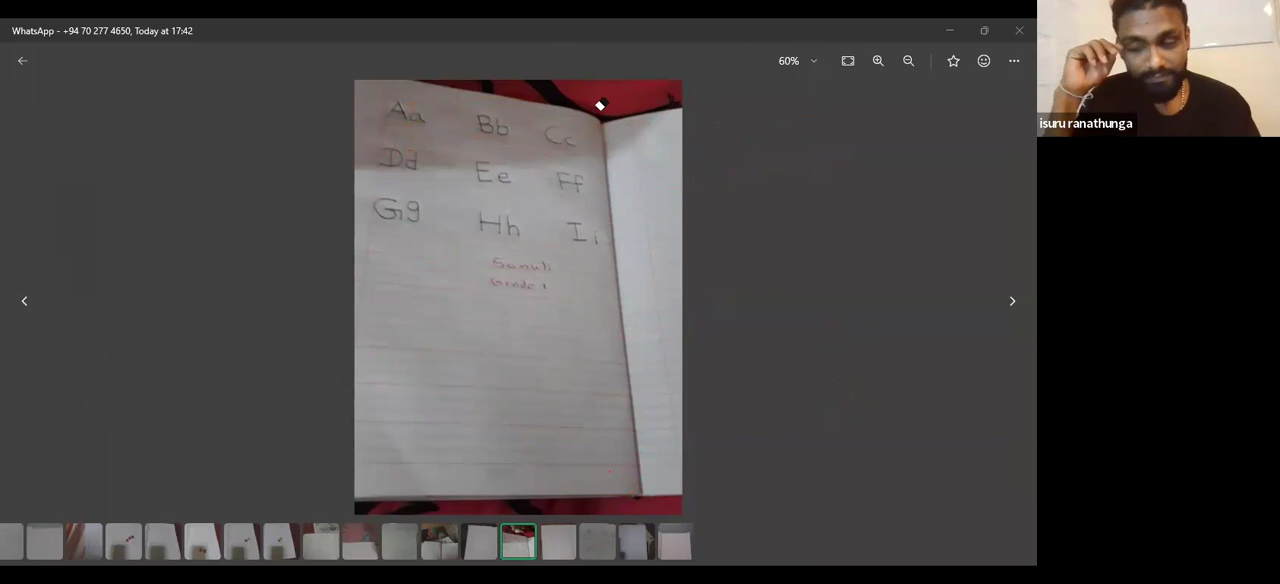 WhatsApp - +94 70 277 4650, Today at 17:42
60%
isuru ranathunga
Aa Bb Cc
Dd Ee Ff
Gg Hh Ii
Sanuli
Grade 1